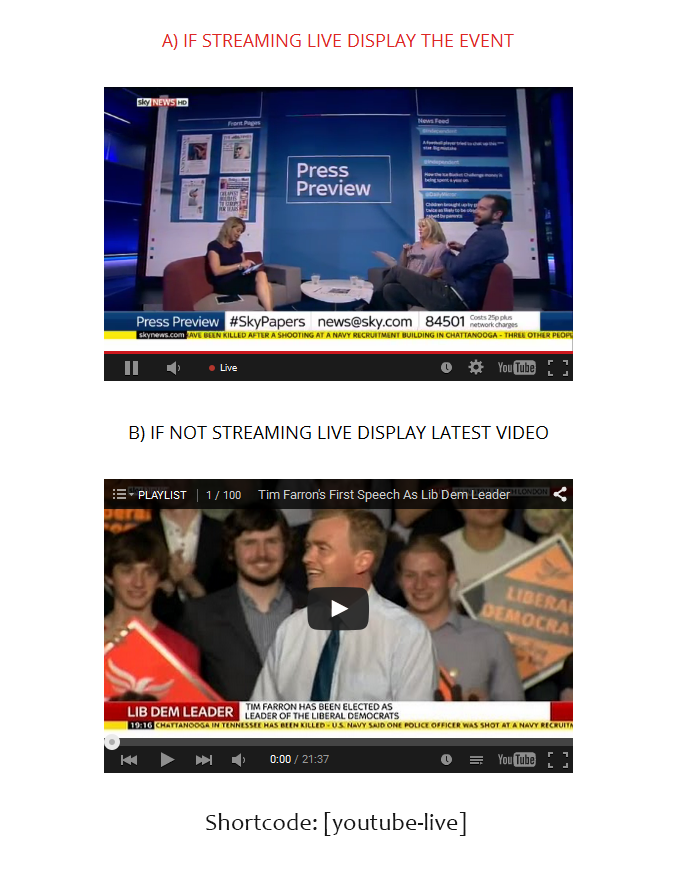 A) IF STREAMING LIVE DISPLAY THE EVENT
sky NEWS HD
Front Pages
News Feed
Press
Preview
Press Preview #SkyPapers news@sky.com 84501 Costs 25p plus
network charges
skynews.com AVE BEEN KILLED AFTER A SHOOTING AT A NAVY RECRUITMENT BUILDING IN CHATTANOOGA - THREE OTHER PEOPL
Live
YouTube
B) IF NOT STREAMING LIVE DISPLAY LATEST VIDEO
PLAYLIST 1 / 100 Tim Farron's First Speech As Lib Dem Leader
LIBERA
DEMOCRA
LIB DEM LEADER
TIM FARRON HAS BEEN ELECTED AS
LEADER OF THE LIBERAL DEMOCRATS
19:16 CHATTANOOGA IN TENNESSEE HAS BEEN KILLED - U.S. NAVY SAID ONE POLICE OFFICER WAS SHOT AT A NAVY RECRUITM
0:00 / 21:37
YouTube
Shortcode: [youtube-live]